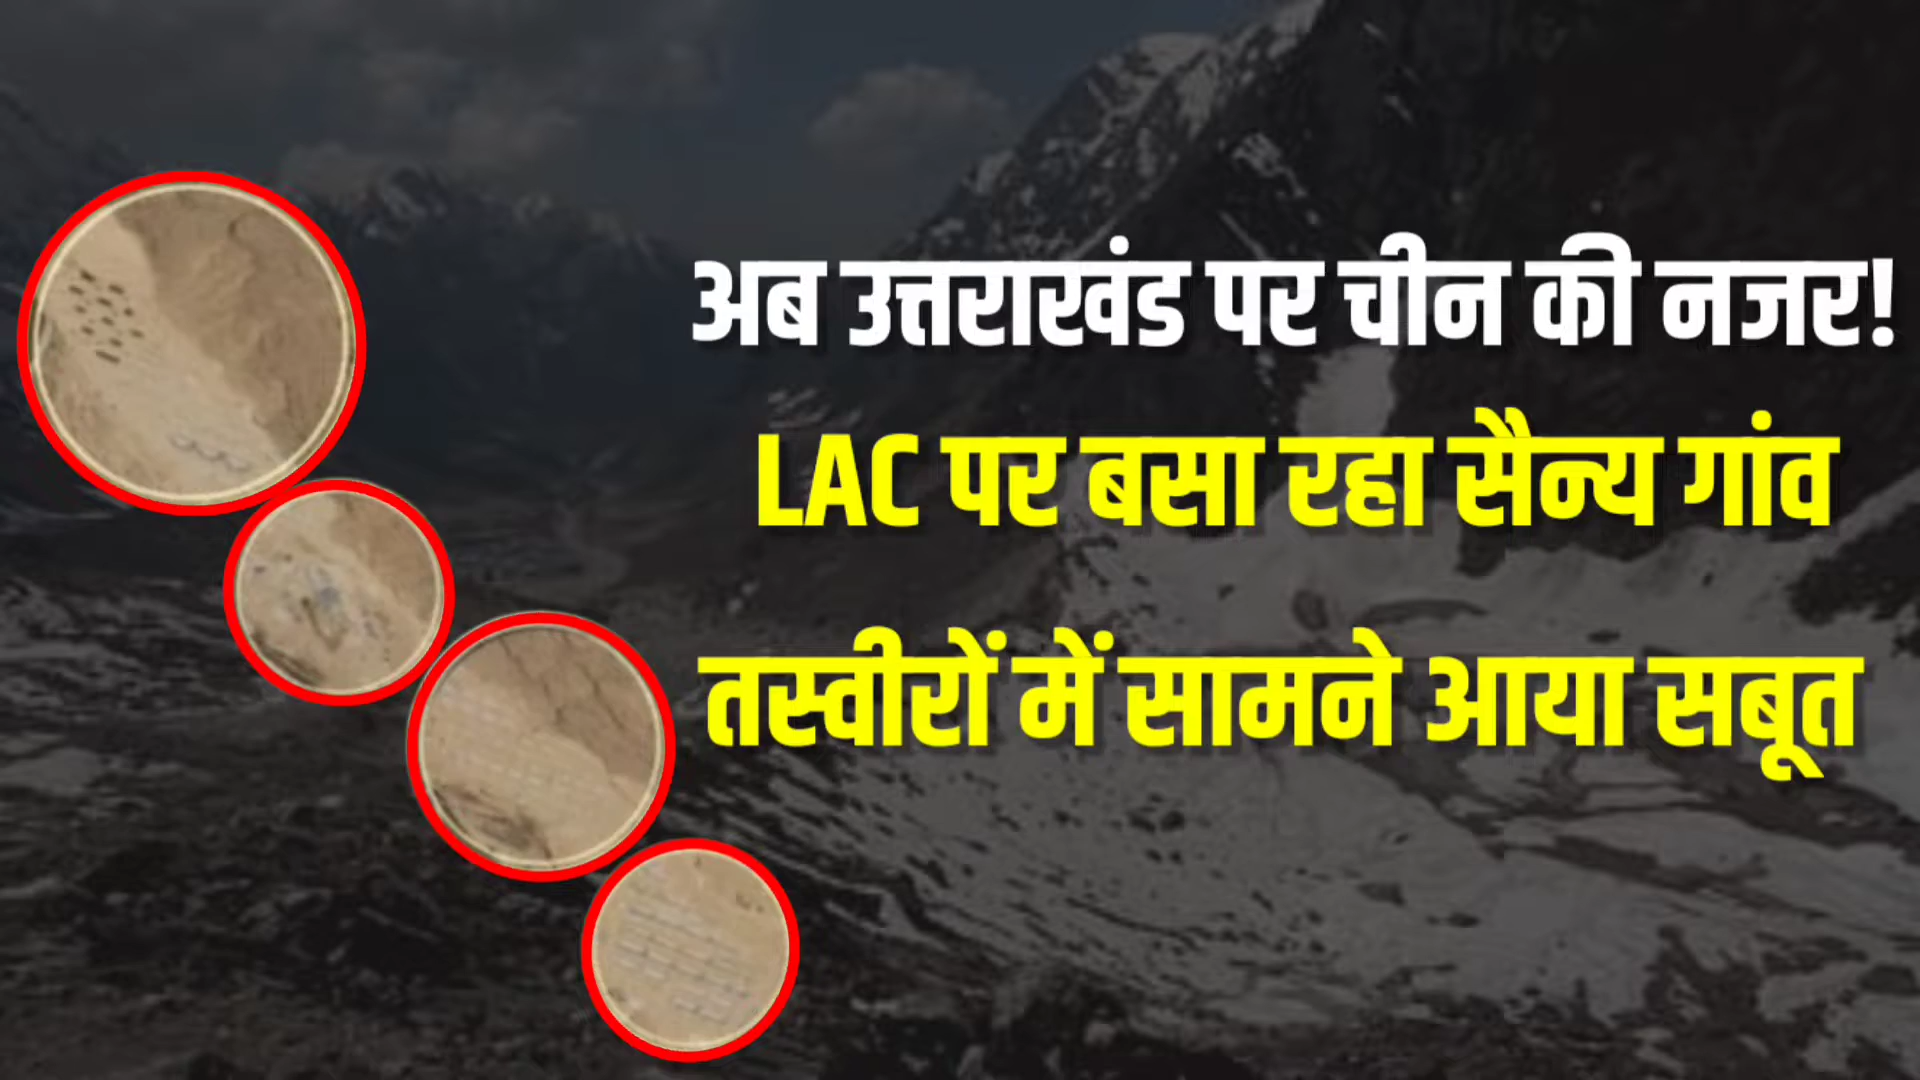 अब उत्तराखंड पर चीन की नजर!
LAC पर बसा रहा सैन्य गांव
तस्वीरों में सामने आया सबूत